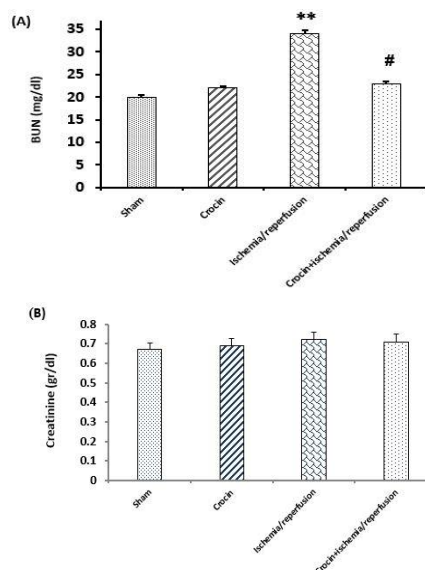 (A)
**
#
BUN (mg/dl)
35
30
25
20
15
10
5
0
Sham
Crocin
Ischemia/reperfusion
Crocin+ischemia/reperfusion
(B)
Creatinine (gr/dl)
0.8
0.7
0.6
0.5
0.4
0.3
0.2
0.1
0
Sham
Crocin
Ischemia/reperfusion
Crocin+ischemia/reperfusion